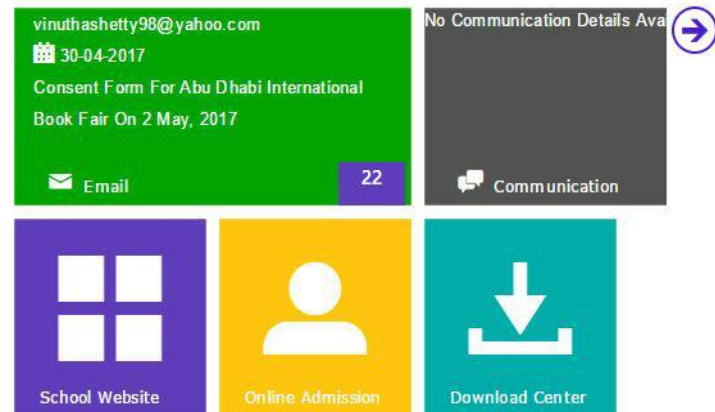 vinuthashetty98@yahoo.com
30-04-2017
Consent Form For Abu Dhabi International
Book Fair On 2 May, 2017
Email
22
No Communication Details Ava
Communication
School Website
Online Admission
Download Center